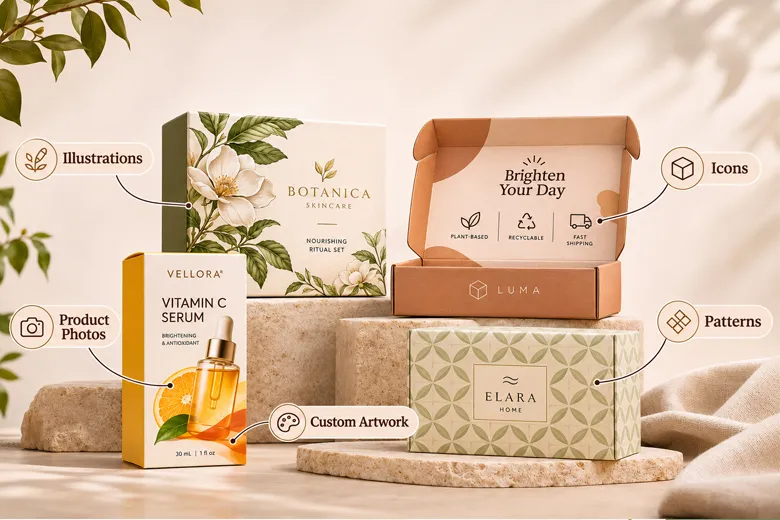 Illustrations
BOTANICA
SKINCARE
NOURISHING
RITUAL SET
Brighten
Your Day
PLANT-BASED
RECYCLABLE
FAST
SHIPPING
LUMA
Icons
VELLORA®
VITAMIN C
SERUM
BRIGHTENING
& ANTIOXIDANT
30 mL | 1 fl oz
Product
Photos
Custom Artwork
ELARA
HOME
Patterns